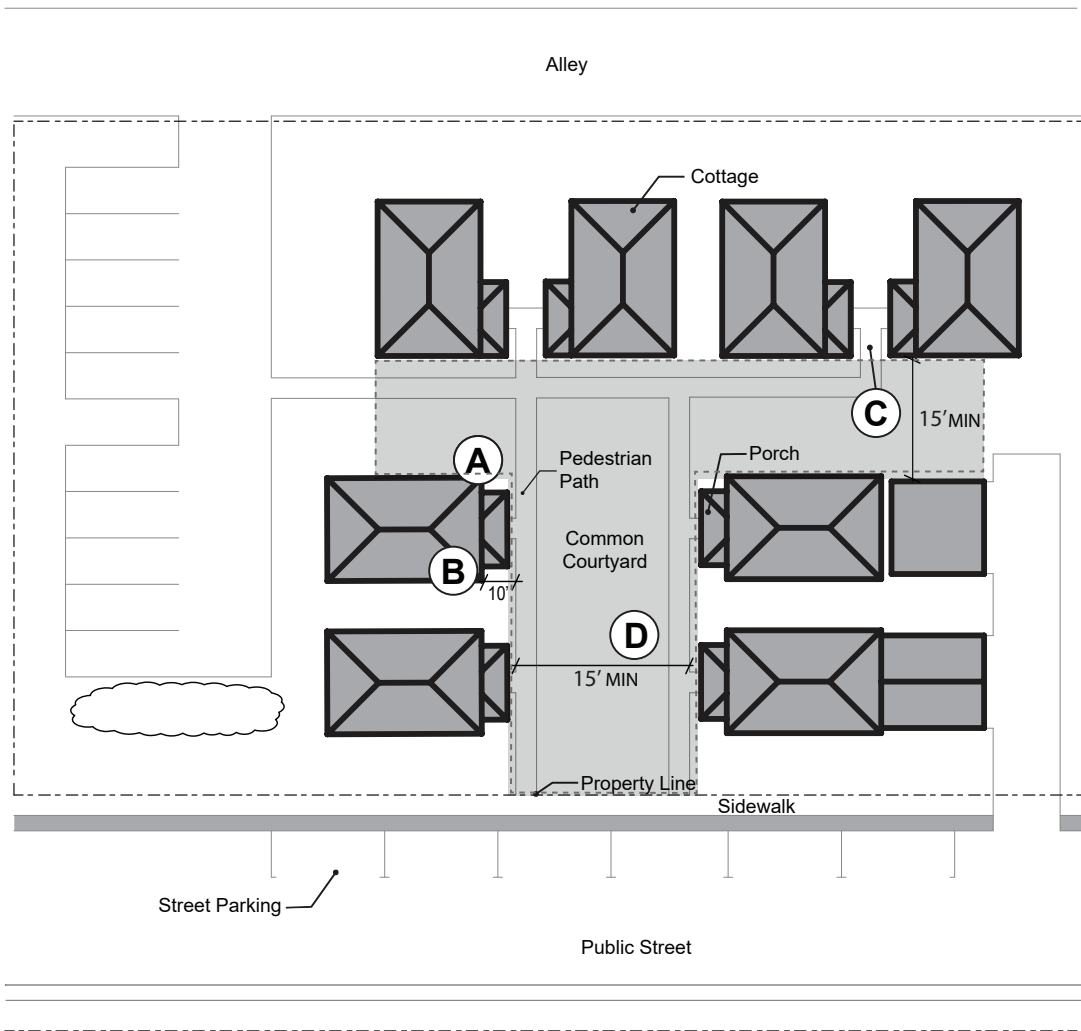 Alley
Cottage
C
15’ MIN
A
Pedestrian
Path
Porch
Common
Courtyard
B
10’
D
15’ MIN
Property Line
Sidewalk
Street Parking
Public Street